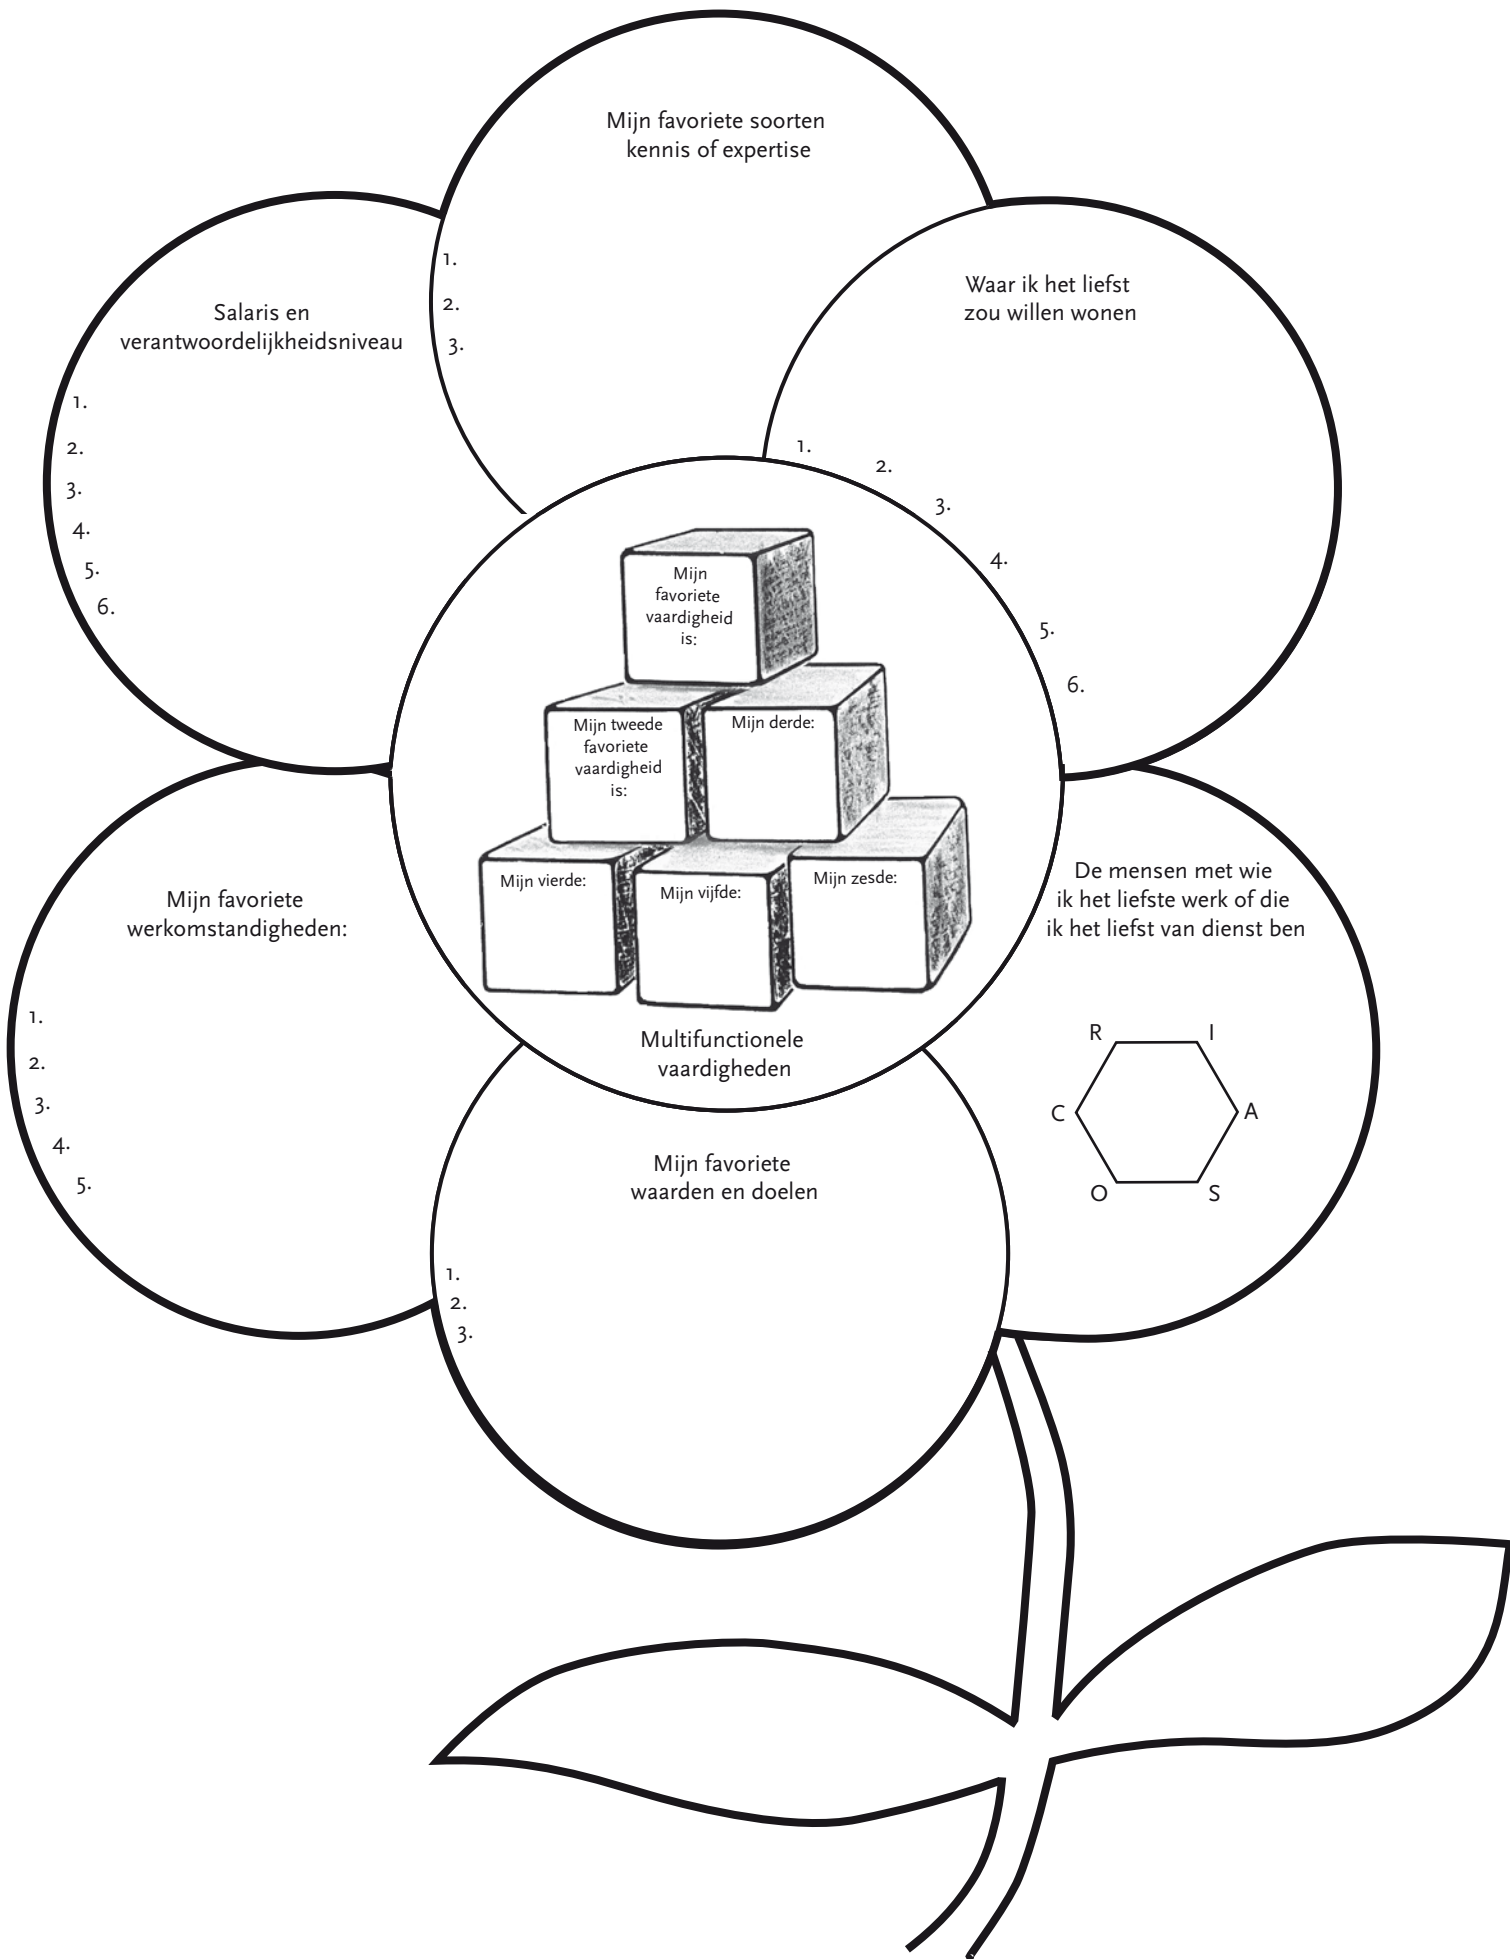 Mijn favoriete soorten
kennis of expertise
1.
2.
3.
Salaris en
verantwoordelijkheidsniveau
1.
2.
3.
4.
5.
6.
Waar ik het liefst
zou willen wonen
1.
2.
3.
4.
5.
6.
Mijn
favoriete
vaardigheid
is:
Mijn tweede
favoriete
vaardigheid
is:
Mijn derde:
Mijn vierde:
Mijn vijfde:
Mijn zesde:
Multifunctionele
vaardigheden
Mijn favoriete
werkomstandigheden:
1.
2.
3.
4.
5.
De mensen met wie
ik het liefste werk of die
ik het liefst van dienst ben
R I
C A
O S
Mijn favoriete
waarden en doelen
1.
2.
3.